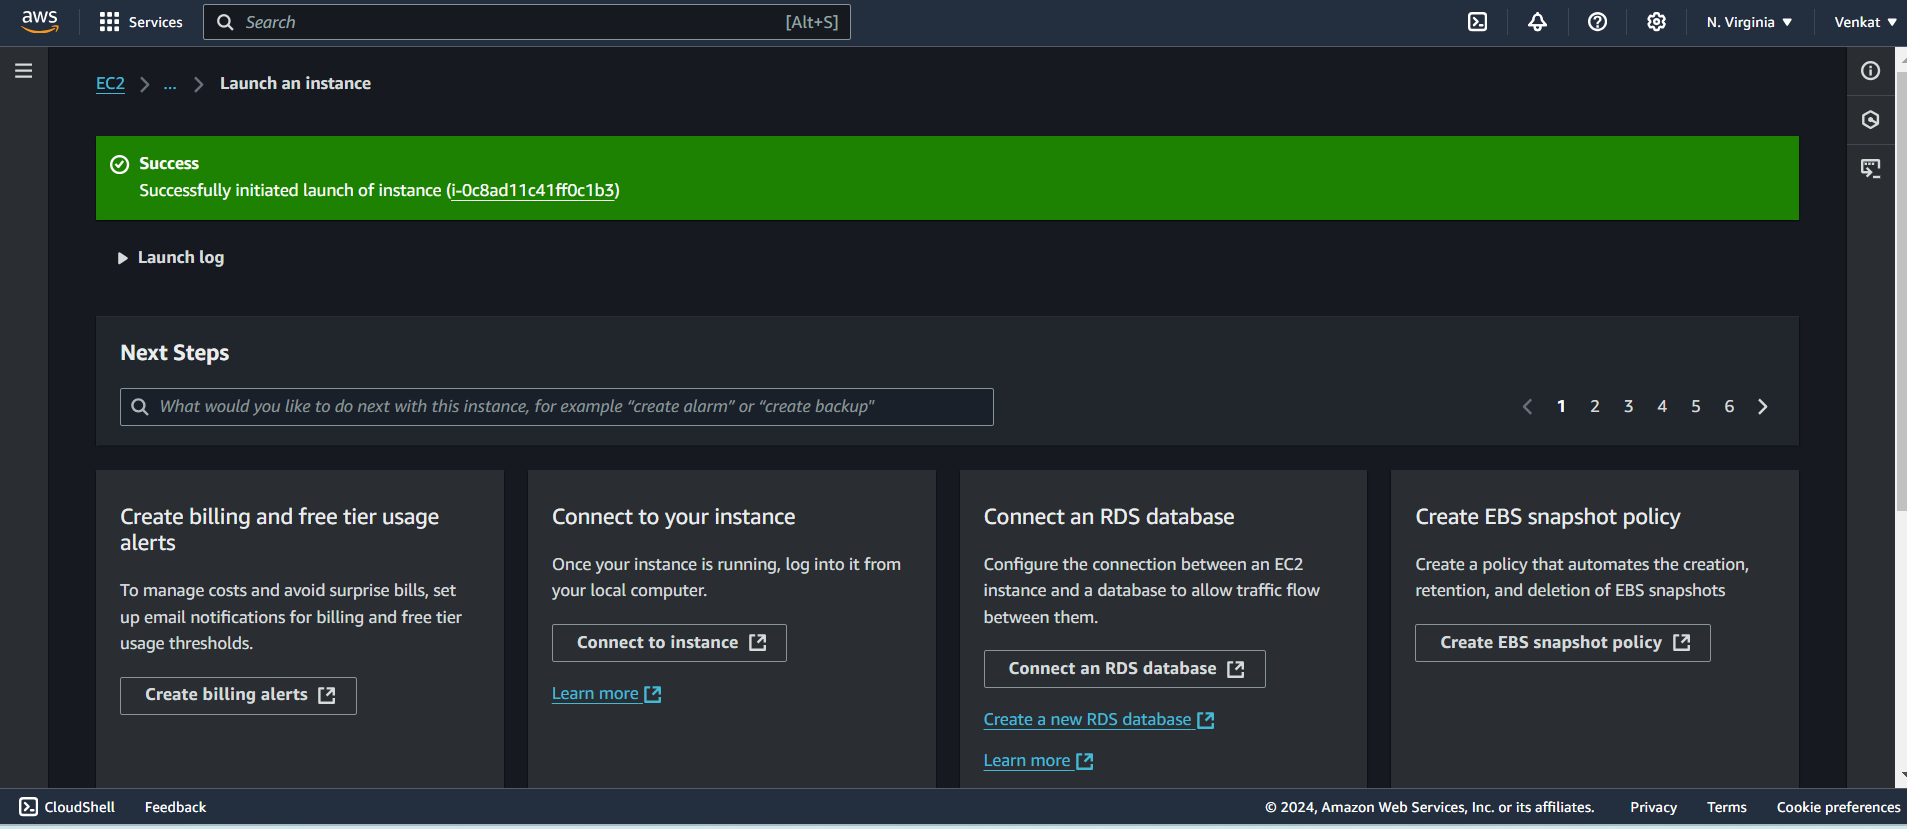 aws
Services
Search
[Alt+S]
N. Virginia
Venkat
EC2
...
Launch an instance
Success
Successfully initiated launch of instance (i-0c8ad11c41ff0c1b3)
Launch log
Next Steps
What would you like to do next with this instance, for example “create alarm” or “create backup"
1 2 3 4 5 6
Create billing and free tier usage
alerts
To manage costs and avoid surprise bills, set
up email notifications for billing and free tier
usage thresholds.
Create billing alerts
Connect to your instance
Once your instance is running, log into it from
your local computer.
Connect to instance
Learn more
Connect an RDS database
Configure the connection between an EC2
instance and a database to allow traffic flow
between them.
Connect an RDS database
Create a new RDS database
Learn more
Create EBS snapshot policy
Create a policy that automates the creation,
retention, and deletion of EBS snapshots
Create EBS snapshot policy
CloudShell
Feedback
© 2024, Amazon Web Services, Inc. or its affiliates.
Privacy
Terms
Cookie preferences